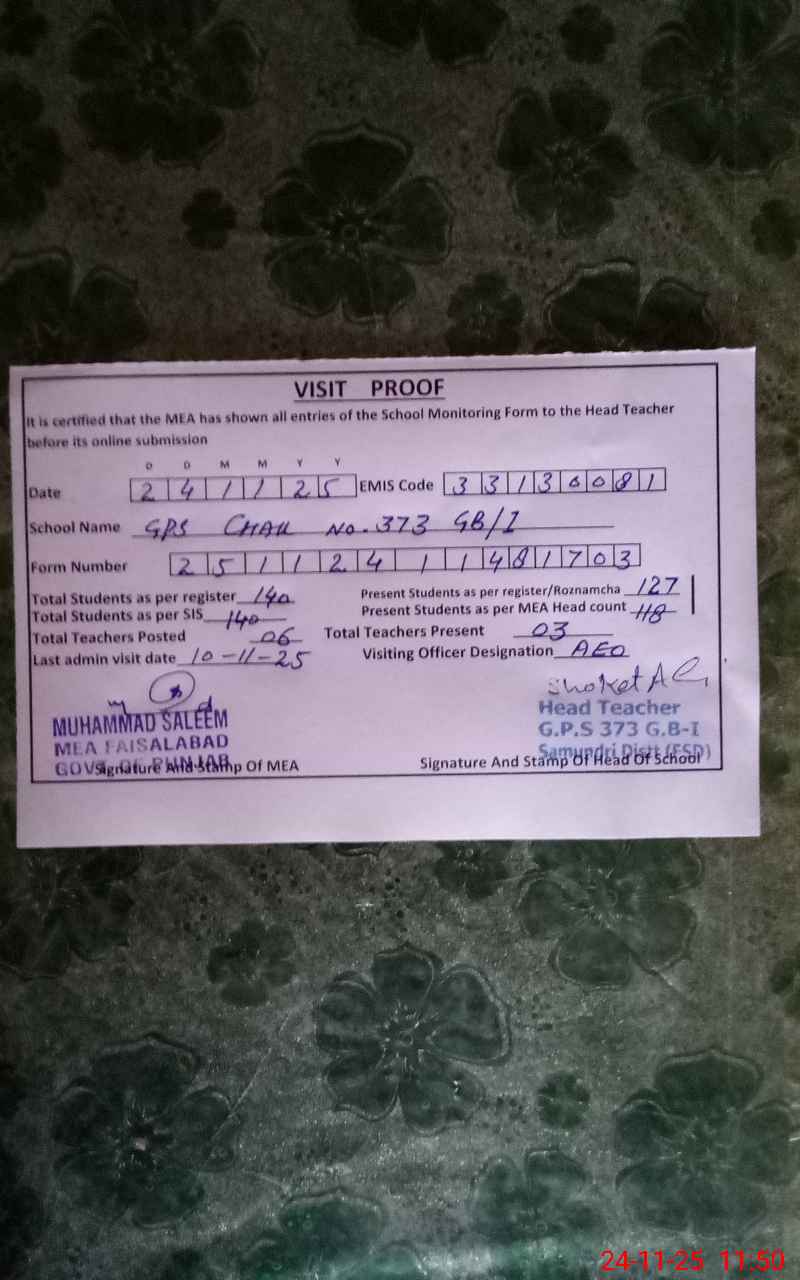 VISIT PROOF
It is certified that the MEA has shown all entries of the School Monitoring Form to the Head Teacher
before its online submission
D D M M Y Y
Date 2 4 1 1 2 5 EMIS Code 3 3 1 3 0 0 8 1
School Name GPS CHAK NO. 373 GB/I
Form Number 2 5 1 1 2 4 1 1 4 8 1 7 0 3
Total Students as per register 140 Present Students as per register/Roznamcha 127
Total Students as per SIS 140 Present Students as per MEA Head count 118
Total Teachers Posted 06 Total Teachers Present 03
Last admin visit date 10-11-25 Visiting Officer Designation AEO
Shoket Ali
MUHAMMAD SALEEM Head Teacher
MEA FAISALABAD G.P.S 373 G.B-I
GOVT. OF PUNJAB Samundri Distt (FSD)
Signature And Stamp Of MEA Signature And Stamp Of Head Of School
24-11-25 11:50